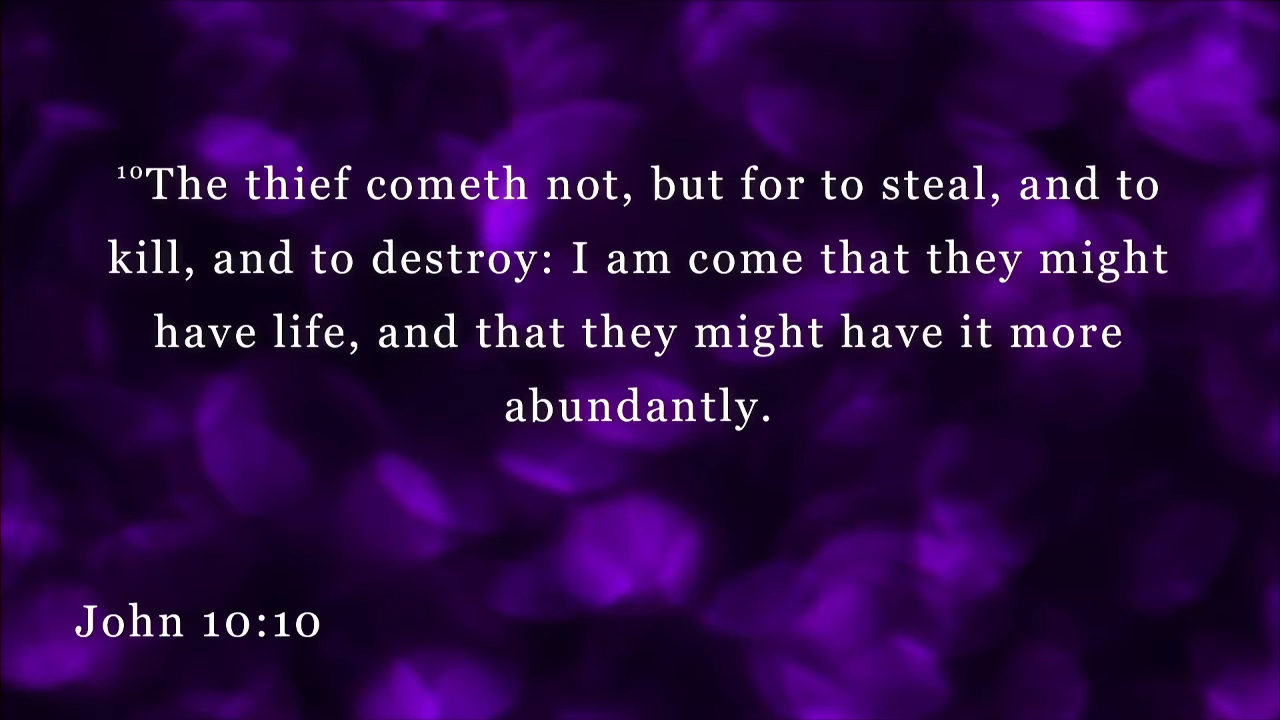 ¹⁰The thief cometh not, but for to steal, and to
kill, and to destroy: I am come that they might
have life, and that they might have it more
abundantly.
John 10:10